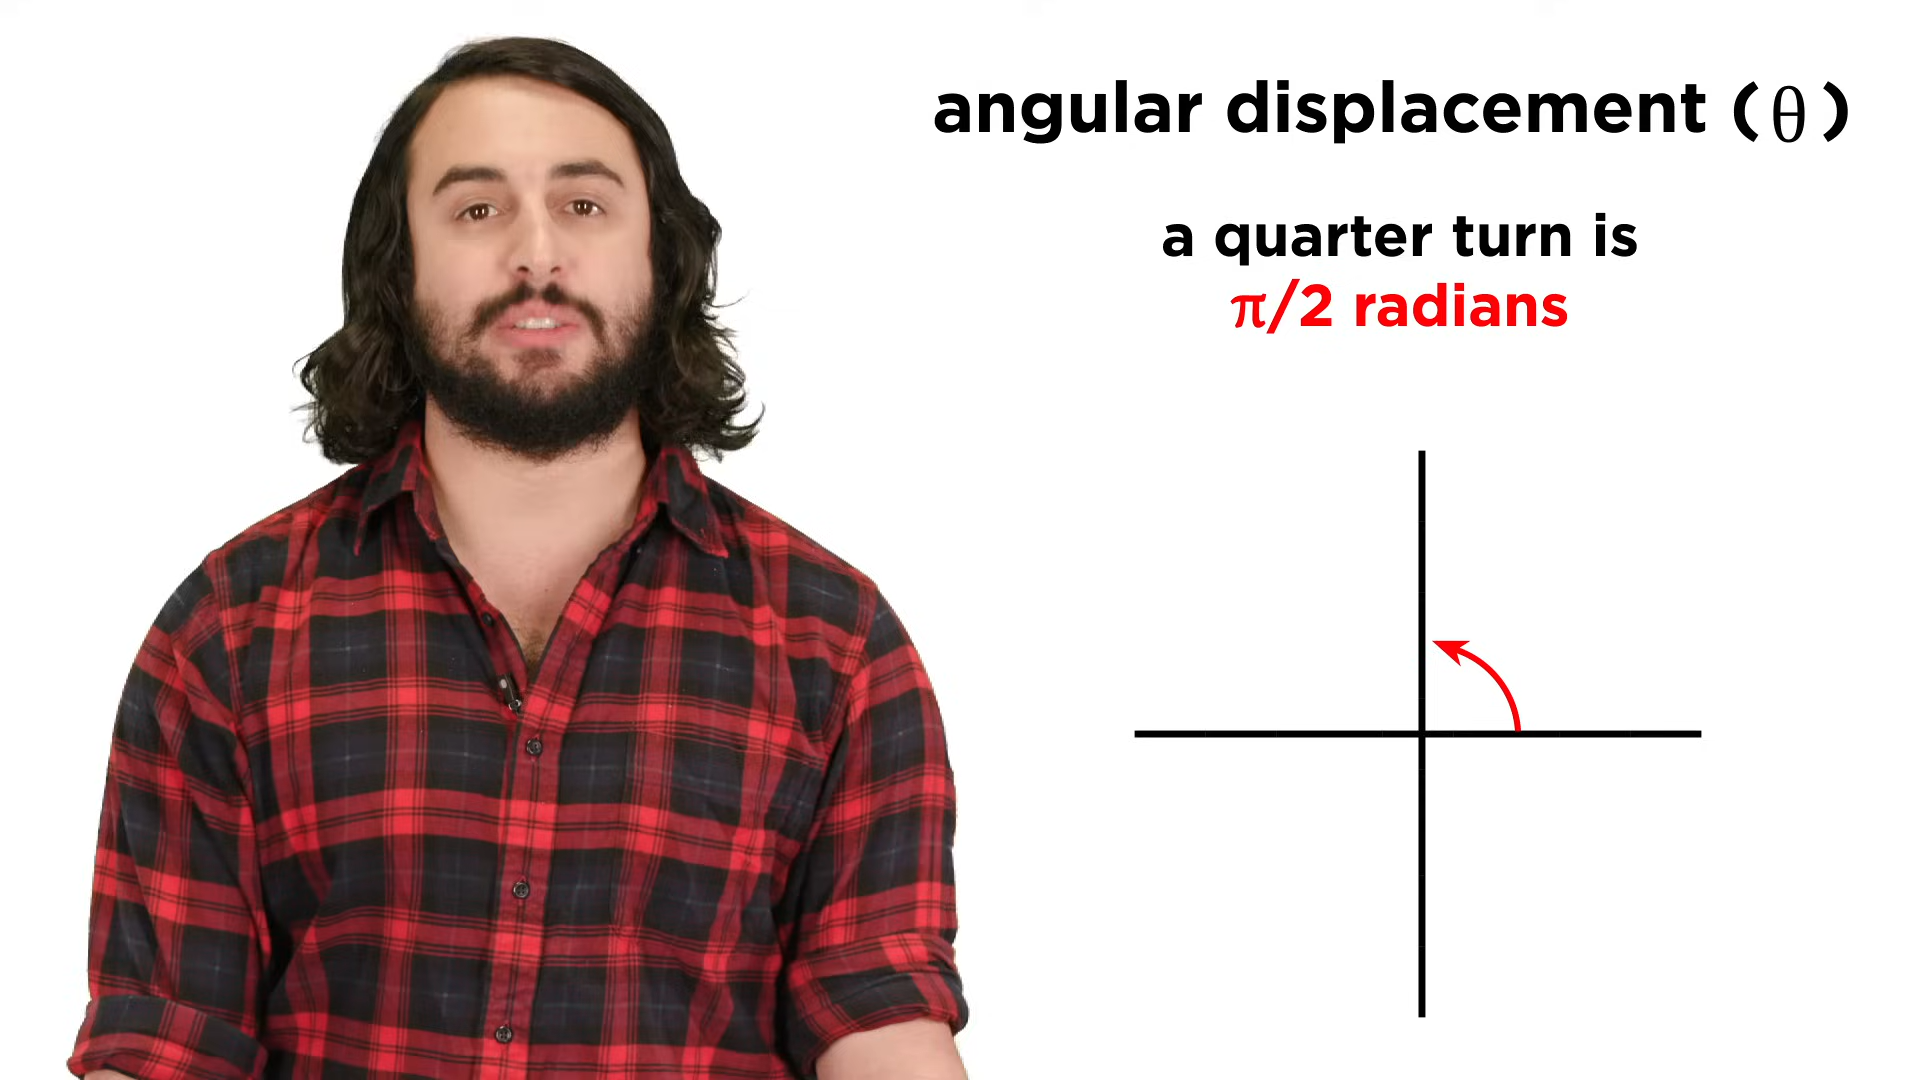 angular displacement (θ)
a quarter turn is
π/2 radians